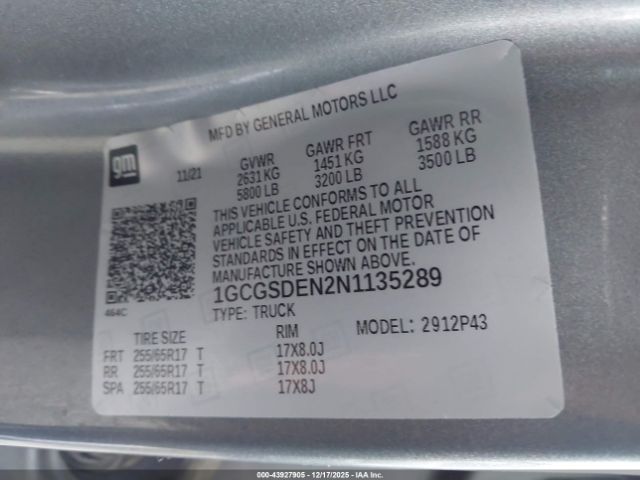 MFD BY GENERAL MOTORS LLC
gm
11/21
GVWR GAWR FRT GAWR RR
2631 KG 1451 KG 1588 KG
5800 LB 3200 LB 3500 LB
THIS VEHICLE CONFORMS TO ALL
APPLICABLE U.S. FEDERAL MOTOR
VEHICLE SAFETY AND THEFT PREVENTION
STANDARDS IN EFFECT ON THE DATE OF
MANUFACTURE SHOWN ABOVE.
464C
1GCGSDEN2N1135289
TYPE: TRUCK
TIRE SIZE RIM MODEL: 2912P43
FRT 255/65R17 T 17X8.0J
RR 255/65R17 T 17X8.0J
SPA 255/65R17 T 17X8J
000-43927905 - 12/17/2025 - IAA Inc.